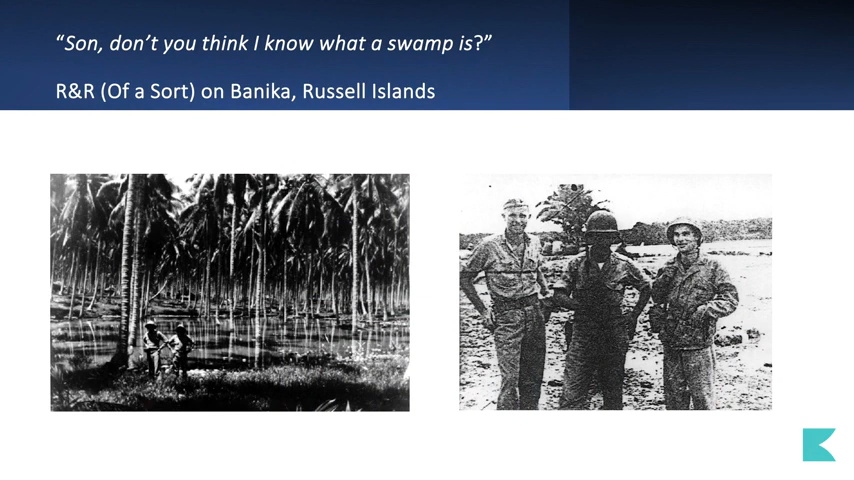 “Son, don’t you think I know what a swamp is?”
R&R (Of a Sort) on Banika, Russell Islands